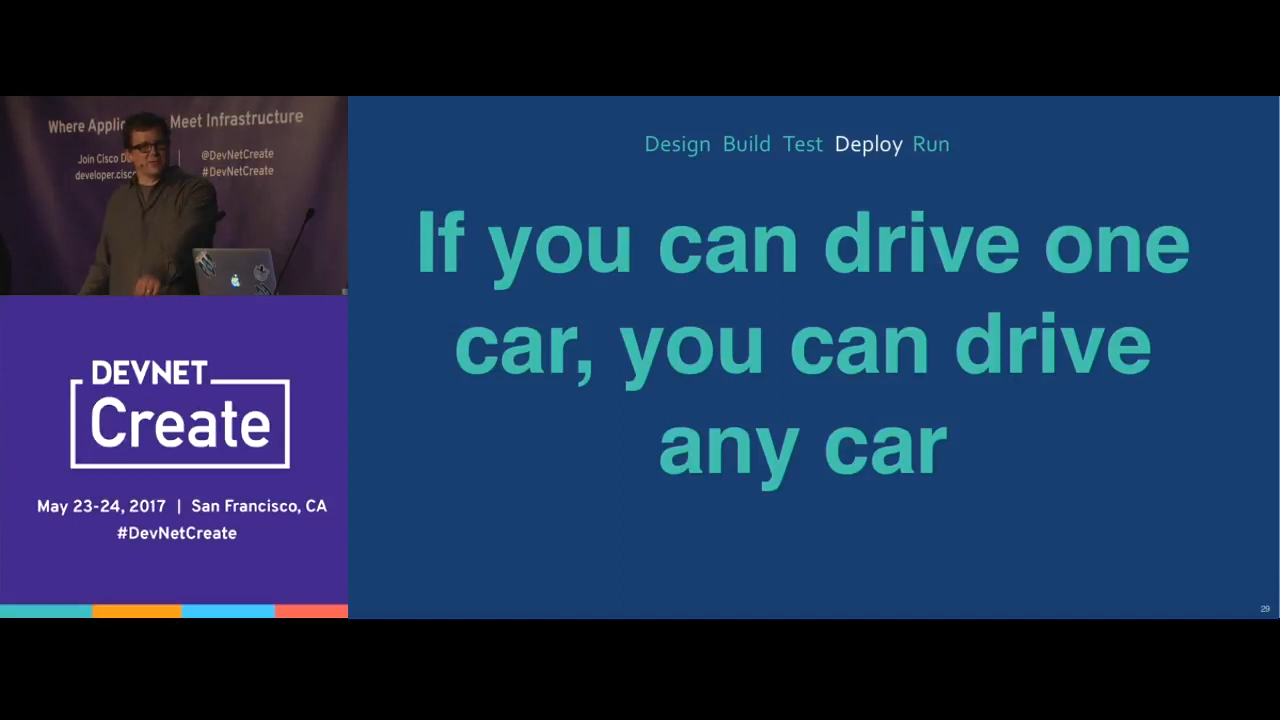 Where Applic Meet Infrastructure
Join Cisco De
developer.cisco
@DevNetCreate
#DevNetCreate
DEVNET
Create
May 23-24, 2017 | San Francisco, CA
#DevNetCreate
Design Build Test Deploy Run
If you can drive one
car, you can drive
any car
29